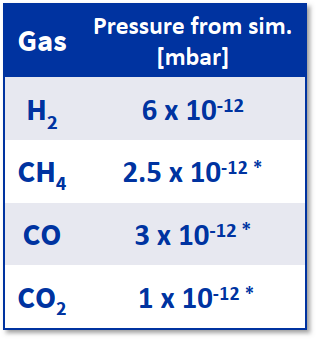 Gas Pressure from sim. [mbar]
H₂ 6 x 10⁻¹²
CH₄ 2.5 x 10⁻¹² *
CO 3 x 10⁻¹² *
CO₂ 1 x 10⁻¹² *